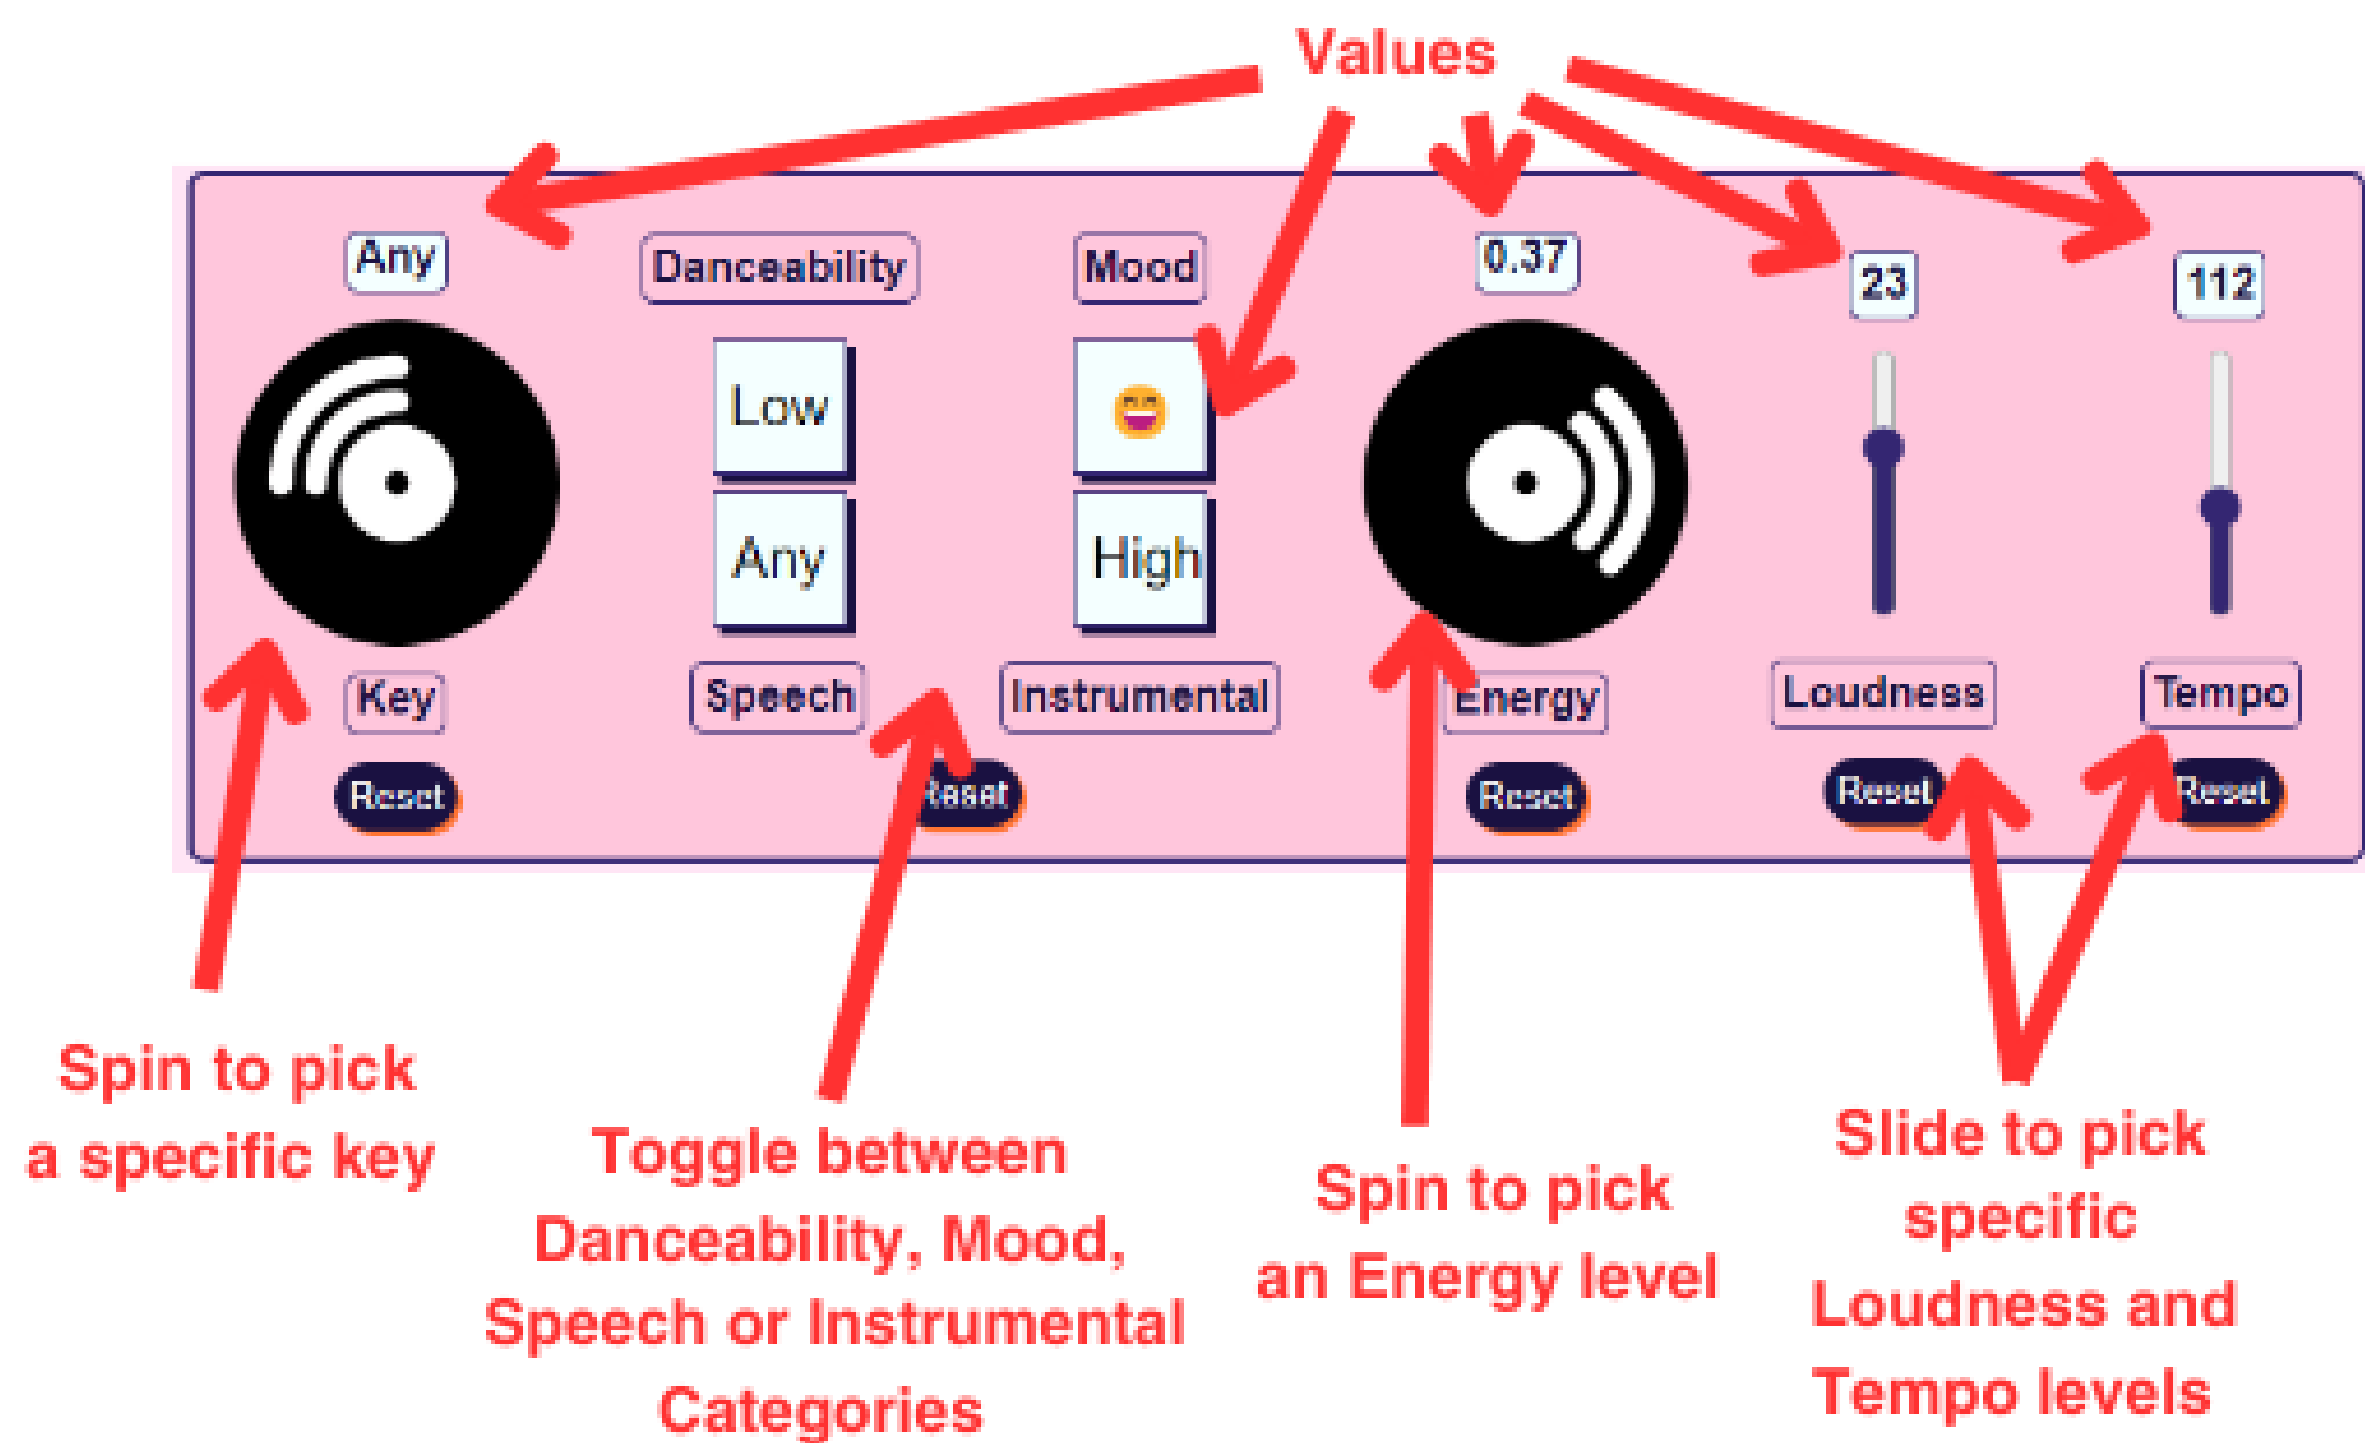 Values
Any
Danceability
Mood
0.37
23
112
Low
Any
High
Key
Speech
Instrumental
Energy
Loudness
Tempo
Reset
Reset
Reset
Reset
Reset
Spin to pick
a specific key
Toggle between
Danceability, Mood,
Speech or Instrumental
Categories
Spin to pick
an Energy level
Slide to pick
specific
Loudness and
Tempo levels